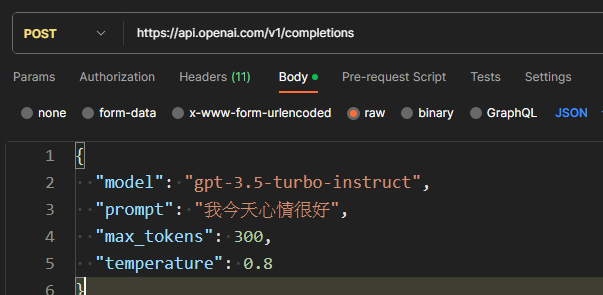 POST https://api.openai.com/v1/completions
Params Authorization Headers (11) Body Pre-request Script Tests Settings
none form-data x-www-form-urlencoded raw binary GraphQL JSON
1 {
2 "model": "gpt-3.5-turbo-instruct",
3 "prompt": "我今天心情很好",
4 "max_tokens": 300,
5 "temperature": 0.8
6 }